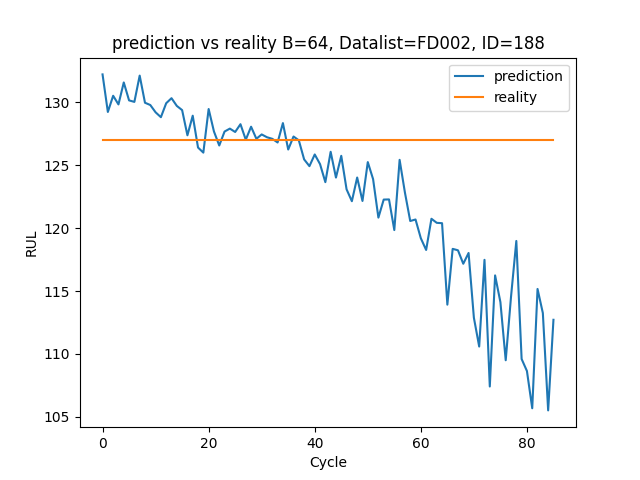 prediction vs reality B=64, Datalist=FD002, ID=188
prediction
reality
130
125
120
115
110
105
RUL
0 20 40 60 80
Cycle